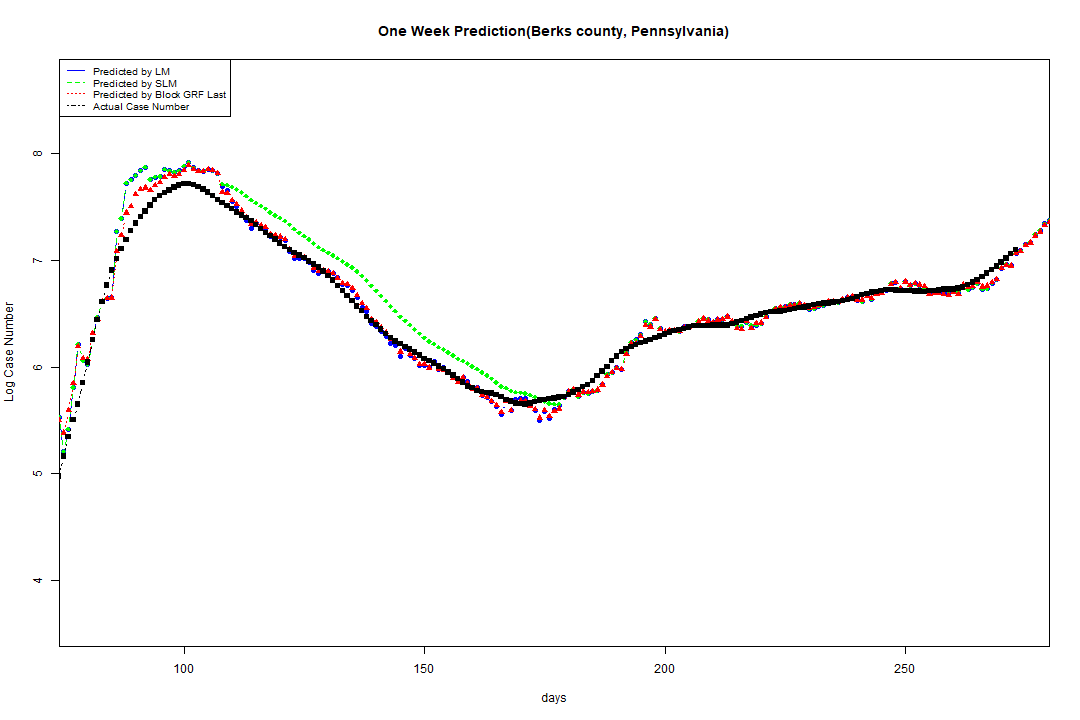 One Week Prediction(Berks county, Pennsylvania)
Predicted by LM
Predicted by SLM
Predicted by Block GRF Last
Actual Case Number
8
7
6
5
4
Log Case Number
100
150
200
250
days